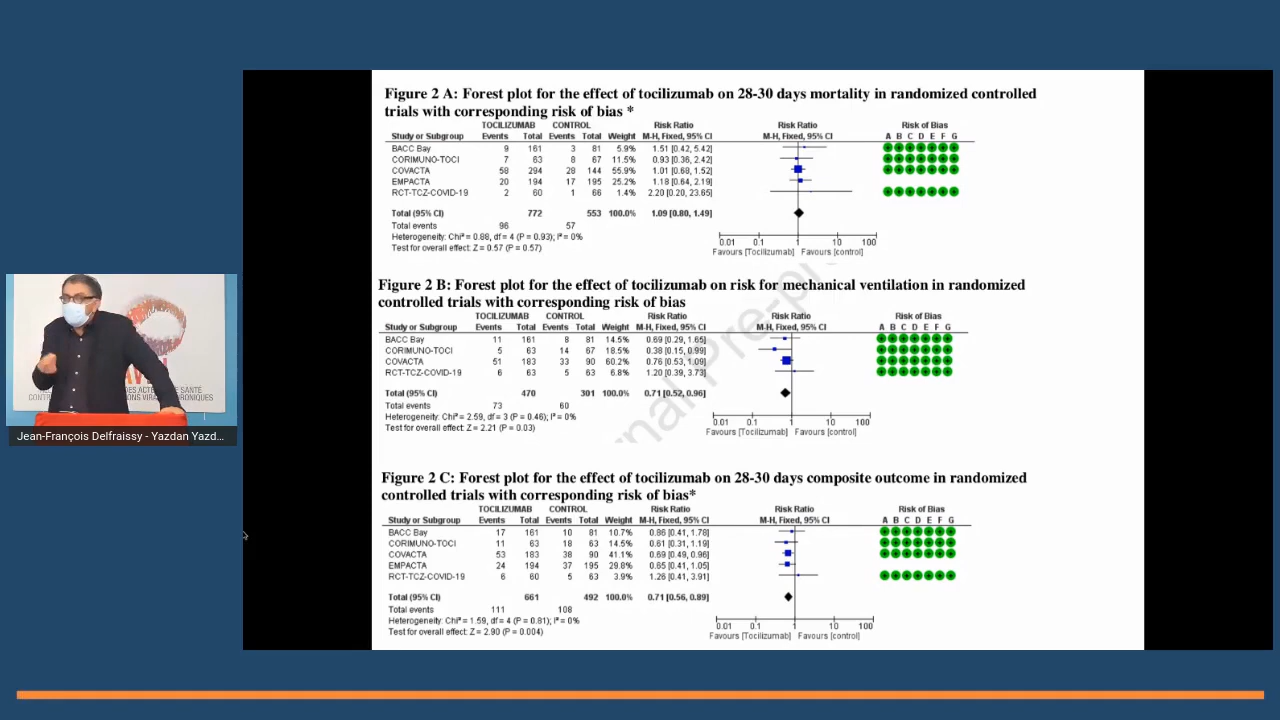 Figure 2 A: Forest plot for the effect of tocilizumab on 28-30 days mortality in randomized controlled
trials with corresponding risk of bias *
TOCILIZUMAB CONTROL Risk Ratio Risk Ratio Risk of Bias
Study or Subgroup Events Total Events Total Weight M-H, Fixed, 95% CI M-H, Fixed, 95% CI A B C D E F G
BACC Bay 9 161 3 81 5.9% 1.51 [0.42, 5.42]
CORIMUNO-TOCI 7 63 8 67 11.5% 0.93 [0.36, 2.42]
COVACTA 58 294 28 144 55.9% 1.01 [0.68, 1.52]
EMPACTA 20 194 17 195 25.2% 1.18 [0.64, 2.19]
RCT-TCZ-COVID-19 2 60 1 66 1.4% 2.20 [0.20, 23.65]
Total (95% CI) 772 553 100.0% 1.09 [0.80, 1.49]
Total events 96 57
Heterogeneity: Chi² = 0.88, df = 4 (P = 0.93); I² = 0%
Test for overall effect: Z = 0.57 (P = 0.57)
0.01 0.1 1 10 100
Favours [Tocilizumab] Favours [control]
Figure 2 B: Forest plot for the effect of tocilizumab on risk for mechanical ventilation in randomized
controlled trials with corresponding risk of bias
TOCILIZUMAB CONTROL Risk Ratio Risk Ratio Risk of Bias
Study or Subgroup Events Total Events Total Weight M-H, Fixed, 95% CI M-H, Fixed, 95% CI A B C D E F G
BACC Bay 11 161 8 81 14.5% 0.69 [0.29, 1.65]
CORIMUNO-TOCI 5 63 14 67 18.5% 0.38 [0.15, 0.99]
COVACTA 51 183 33 90 60.2% 0.76 [0.53, 1.09]
RCT-TCZ-COVID-19 6 63 5 63 6.8% 1.20 [0.39, 3.73]
Total (95% CI) 470 301 100.0% 0.71 [0.52, 0.96]
Total events 73 60
Heterogeneity: Chi² = 2.59, df = 3 (P = 0.46); I² = 0%
Test for overall effect: Z = 2.21 (P = 0.03)
0.01 0.1 1 10 100
Favours [Tocilizumab] Favours [control]
Jean-François Delfraissy - Yazdan Yazd...
Figure 2 C: Forest plot for the effect of tocilizumab on 28-30 days composite outcome in randomized
controlled trials with corresponding risk of bias*
TOCILIZUMAB CONTROL Risk Ratio Risk Ratio Risk of Bias
Study or Subgroup Events Total Events Total Weight M-H, Fixed, 95% CI M-H, Fixed, 95% CI A B C D E F G
BACC Bay 17 161 10 81 10.7% 0.86 [0.41, 1.78]
CORIMUNO-TOCI 11 63 18 63 14.6% 0.61 [0.31, 1.19]
COVACTA 53 183 38 90 41.1% 0.69 [0.49, 0.96]
EMPACTA 24 194 37 195 29.8% 0.65 [0.41, 1.05]
RCT-TCZ-COVID-19 6 60 5 63 3.9% 1.26 [0.41, 3.91]
Total (95% CI) 661 492 100.0% 0.71 [0.56, 0.89]
Total events 111 108
Heterogeneity: Chi² = 1.59, df = 4 (P = 0.81); I² = 0%
Test for overall effect: Z = 2.90 (P = 0.004)
0.01 0.1 1 10 100
Favours [Tocilizumab] Favours [control]